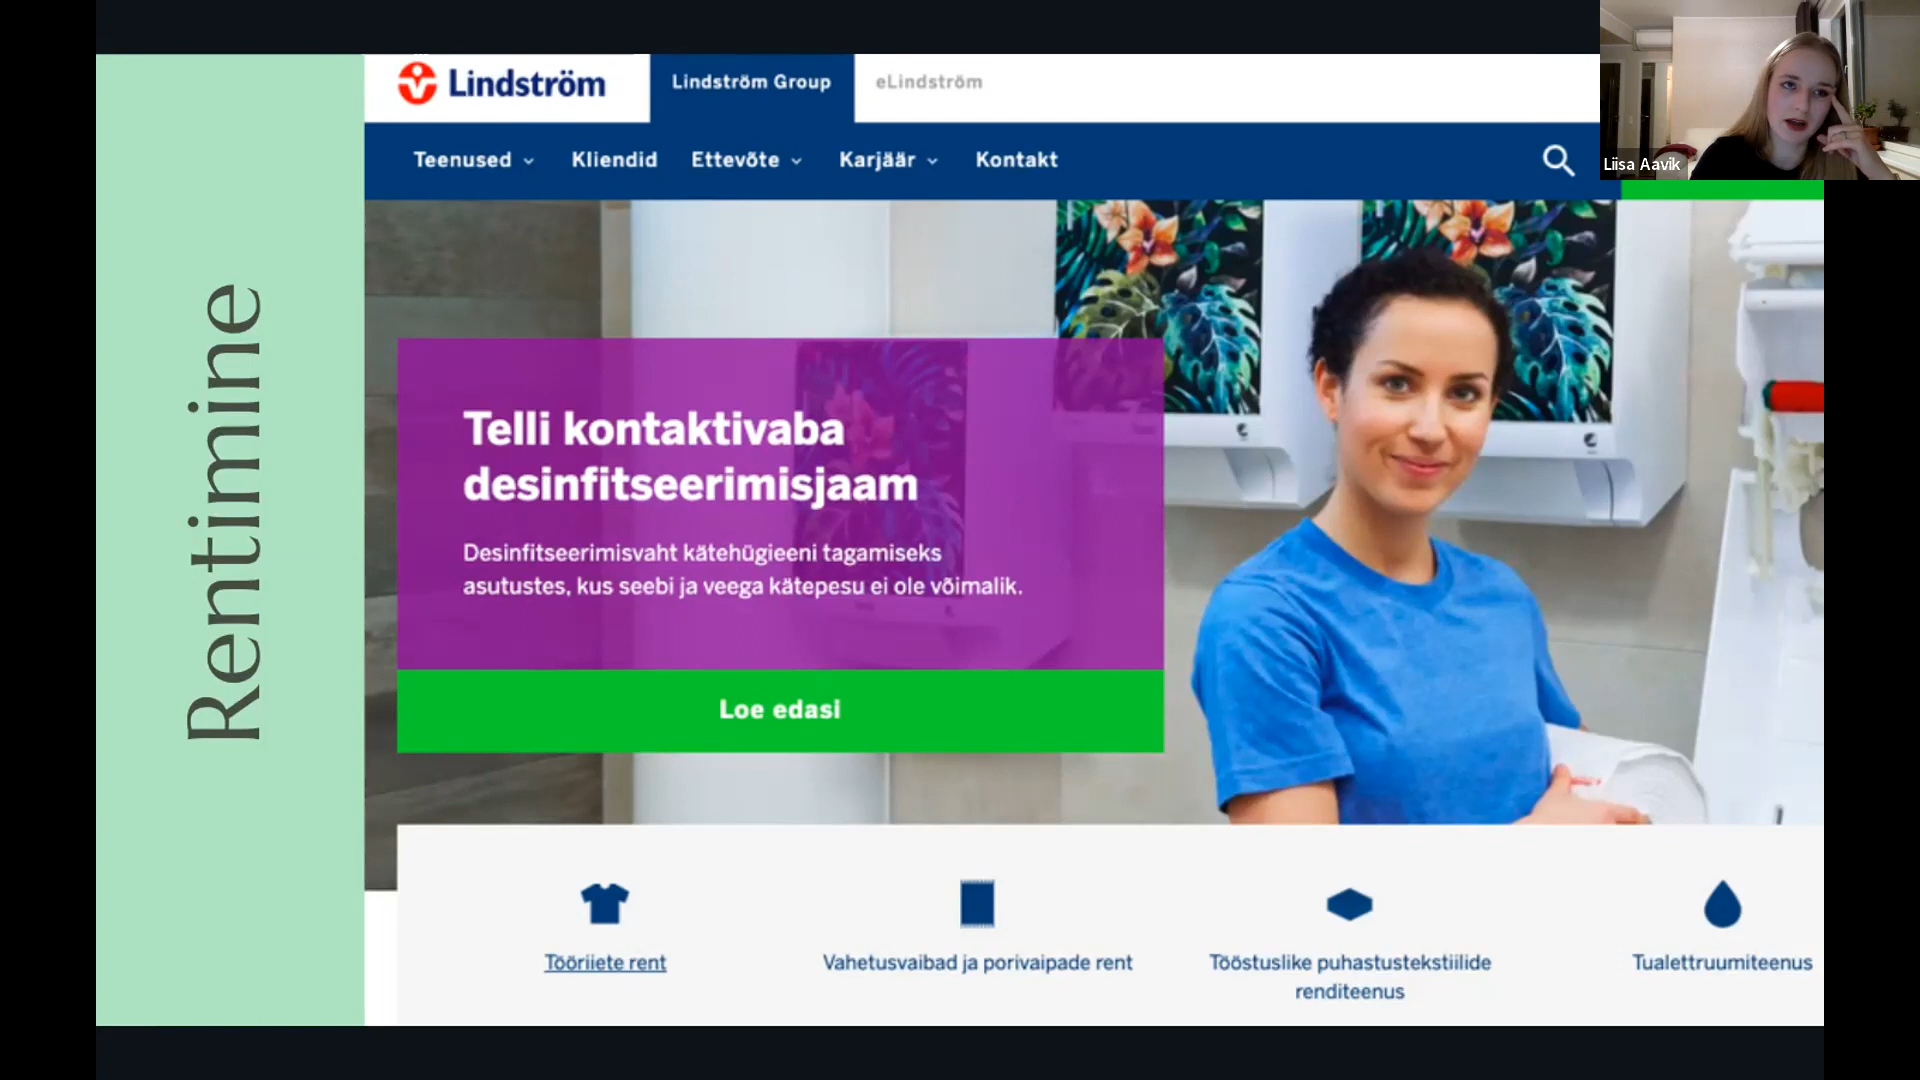 Rentimine
Lindström
Lindström Group
eLindström
Teenused
Kliendid
Ettevõte
Karjäär
Kontakt
Liisa Aavik
Telli kontaktivaba
desinfitseerimisjaam
Desinfitseerimisvaht kätehügieeni tagamiseks
asutustes, kus seebi ja veega kätepesu ei ole võimalik.
Loe edasi
Tööriiete rent
Vahetusvaibad ja porivaipade rent
Tööstuslike puhastustekstiilide
renditeenus
Tualettruumiteenus